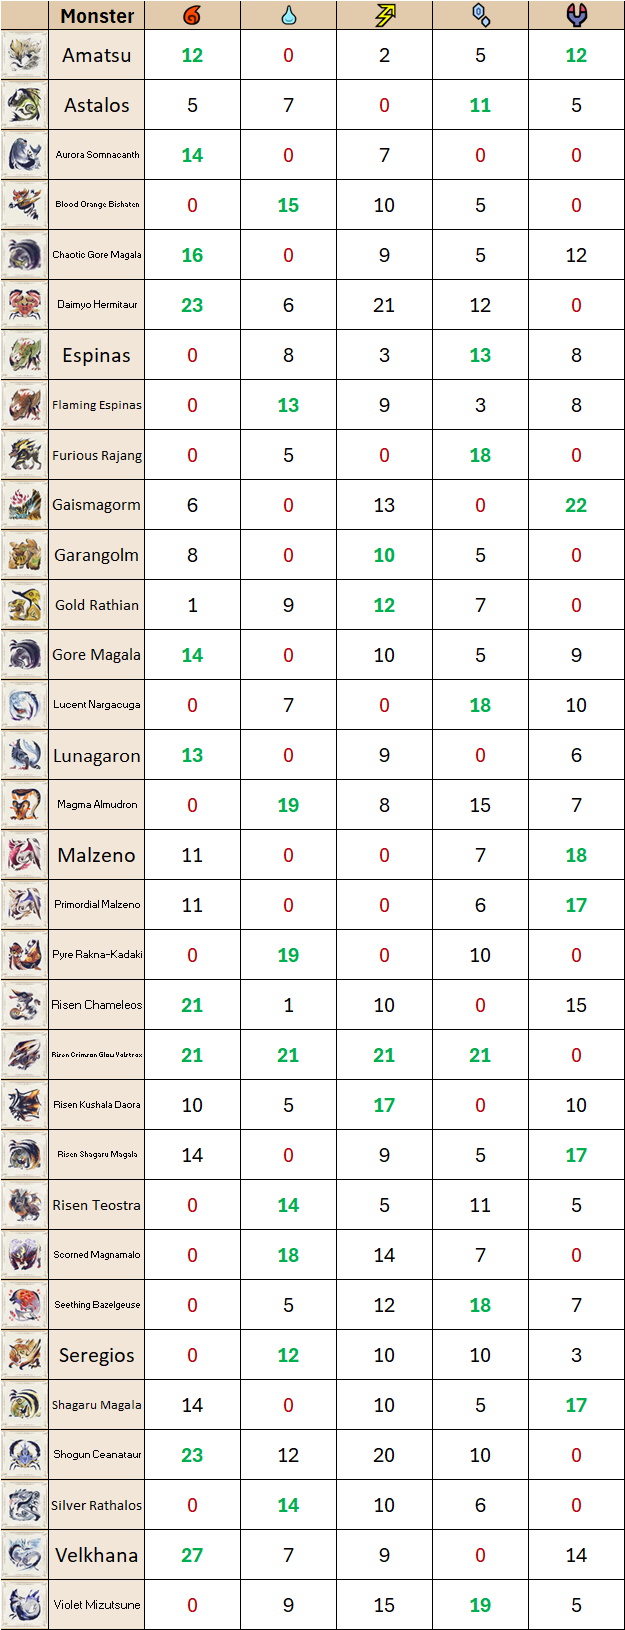 Monster
Amatsu 12 0 2 5 12
Astalos 5 7 0 11 5
Aurora Somnacanth 14 0 7 0 0
Blood Orange Bishaten 0 15 10 5 0
Chaotic Gore Magala 16 0 9 5 12
Daimyo Hermitaur 23 6 21 12 0
Espinas 0 8 3 13 8
Flaming Espinas 0 13 9 3 8
Furious Rajang 0 5 0 18 0
Gaismagorm 6 0 13 0 22
Garangolm 8 0 10 5 0
Gold Rathian 1 9 12 7 0
Gore Magala 14 0 10 5 9
Lucent Nargacuga 0 7 0 18 10
Lunagaron 13 0 9 0 6
Magma Almudron 0 19 8 15 7
Malzeno 11 0 0 7 18
Primordial Malzeno 11 0 0 6 17
Pyre Rakna-Kadaki 0 19 0 10 0
Risen Chameleos 21 1 10 0 15
Risen Crimson Glow Valstrax 21 21 21 21 0
Risen Kushala Daora 10 5 17 0 10
Risen Shagaru Magala 14 0 9 5 17
Risen Teostra 0 14 5 11 5
Scorned Magnamalo 0 18 14 7 0
Seething Bazelgeuse 0 5 12 18 7
Seregios 0 12 10 10 3
Shagaru Magala 14 0 10 5 17
Shogun Ceanataur 23 12 20 10 0
Silver Rathalos 0 14 10 6 0
Velkhana 27 7 9 0 14
Violet Mizutsune 0 9 15 19 5